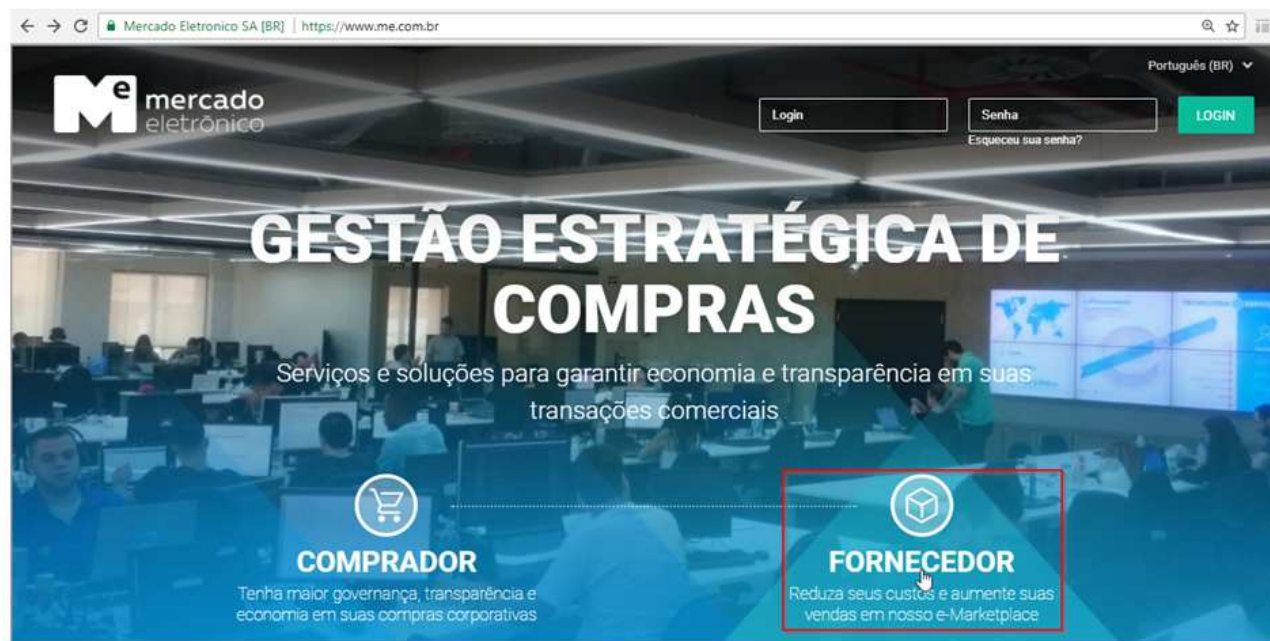 Mercado Eletronico SA [BR] | https://www.me.com.br
Português (BR)
Me mercado
eletrônico
Login
Senha
LOGIN
Esqueceu sua senha?
GESTÃO ESTRATÉGICA DE
COMPRAS
Serviços e soluções para garantir economia e transparência em suas
transações comerciais
COMPRADOR
Tenha maior governança, transparência e
economia em suas compras corporativas
FORNECEDOR
Reduza seus custos e aumente suas
vendas em nosso e-Marketplace